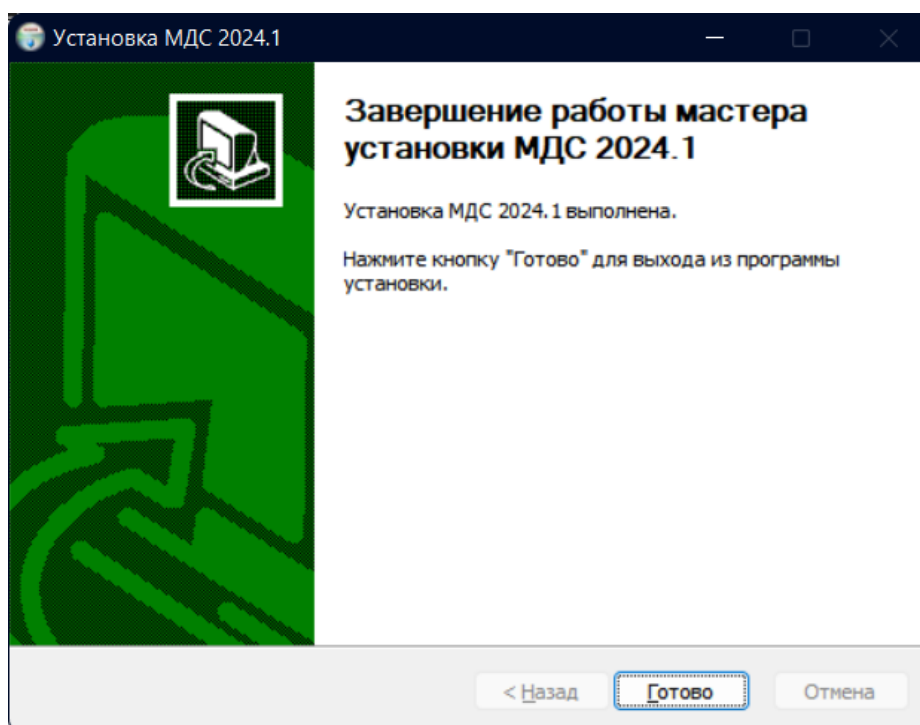 Установка МДС 2024.1
Завершение работы мастера
установки МДС 2024.1
Установка МДС 2024.1 выполнена.
Нажмите кнопку "Готово" для выхода из программы
установки.
< Назад
Готово
Отмена